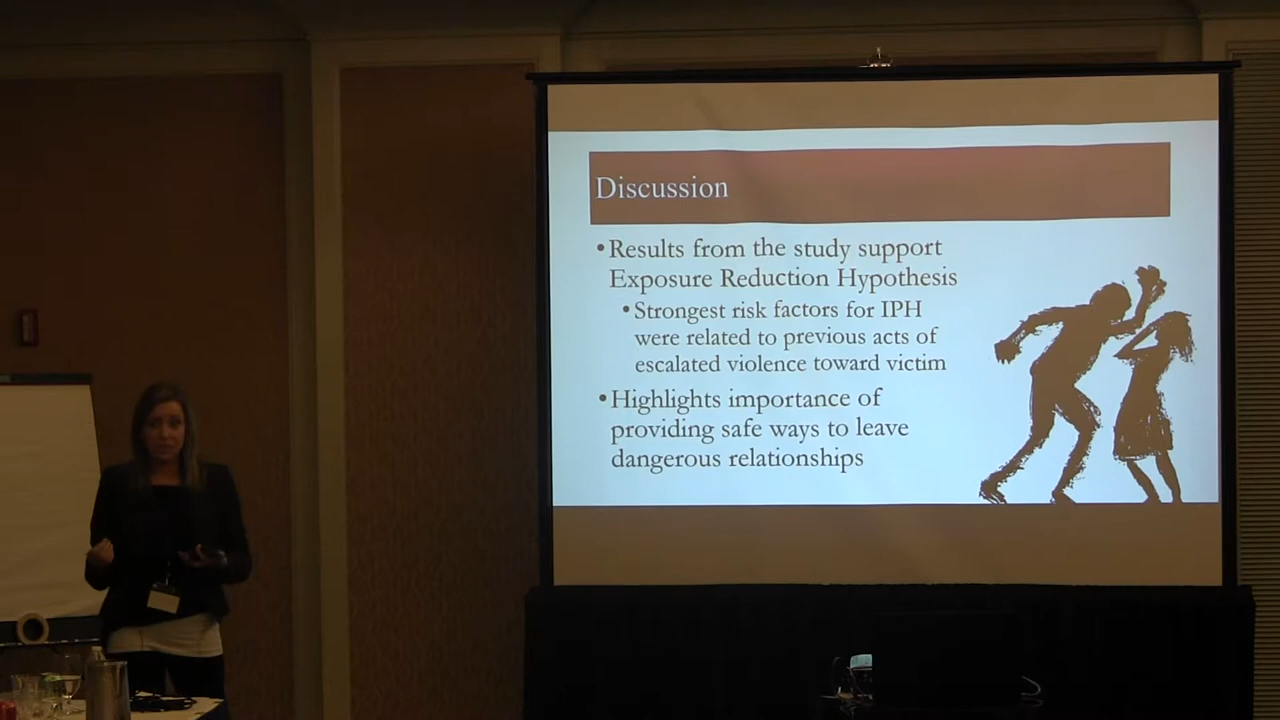 Discussion
•Results from the study support
Exposure Reduction Hypothesis
•Strongest risk factors for IPH
were related to previous acts of
escalated violence toward victim
•Highlights importance of
providing safe ways to leave
dangerous relationships